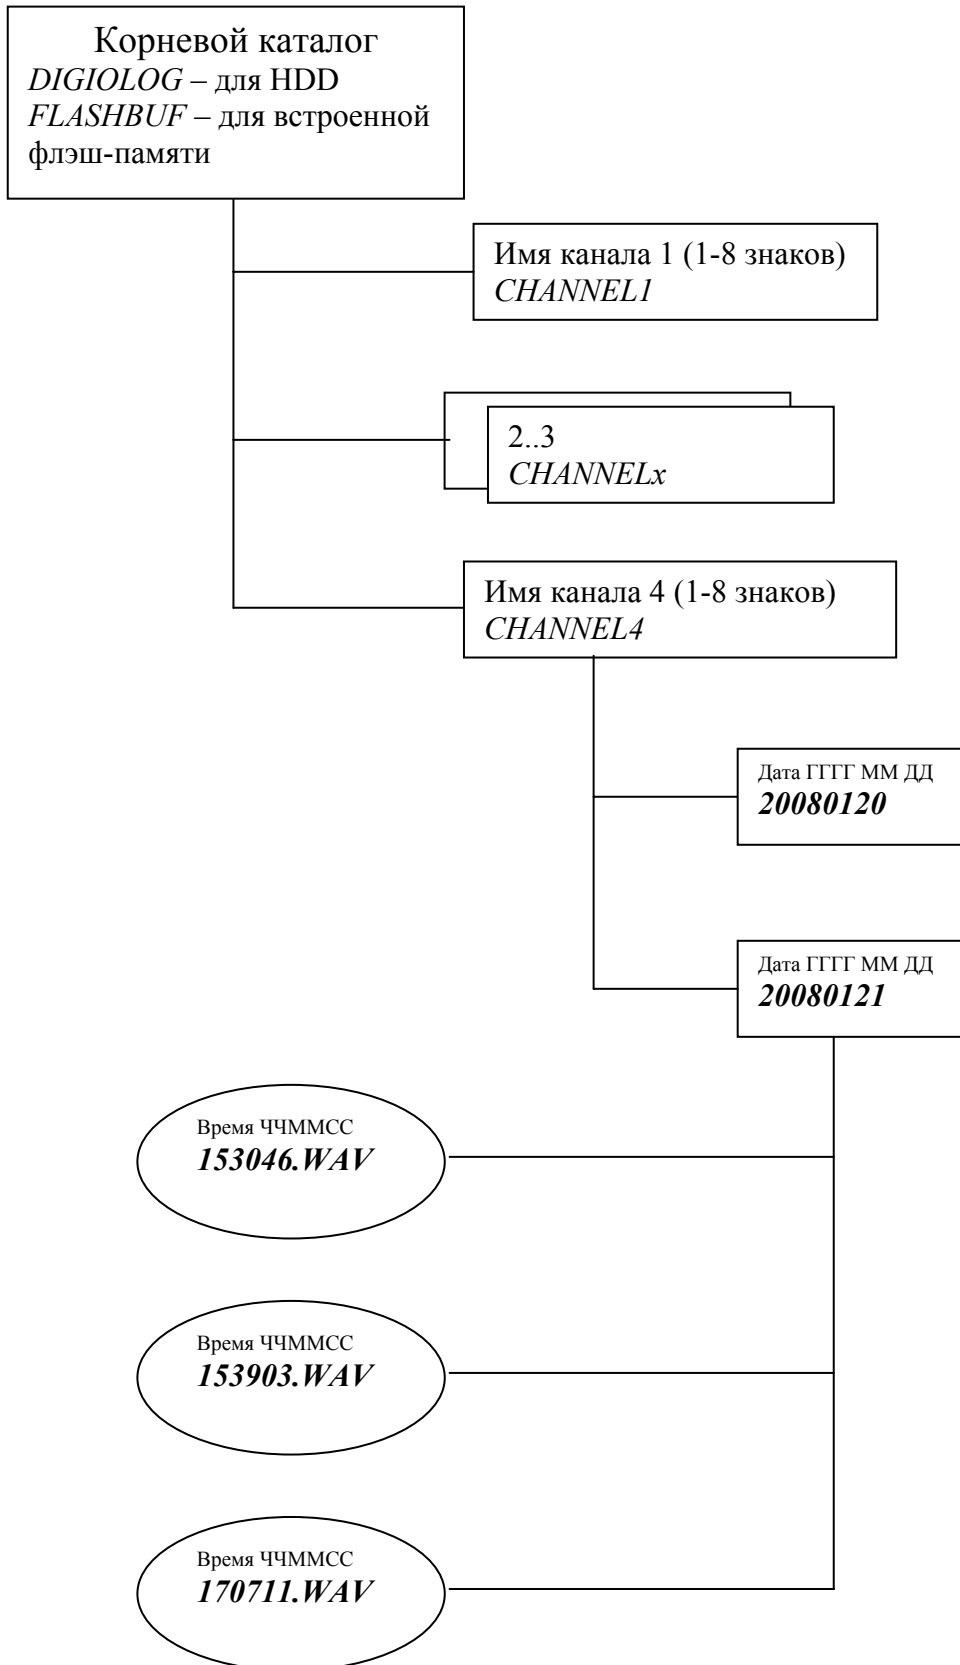 Корневой каталог
DIGIOLOG – для HDD
FLASHBUF – для встроенной
флэш-памяти
Имя канала 1 (1-8 знаков)
CHANNEL1
2..3
CHANNELx
Имя канала 4 (1-8 знаков)
CHANNEL4
Дата ГГГГ ММ ДД
20080120
Дата ГГГГ ММ ДД
20080121
Время ЧЧММСС
153046.WAV
Время ЧЧММСС
153903.WAV
Время ЧЧММСС
170711.WAV